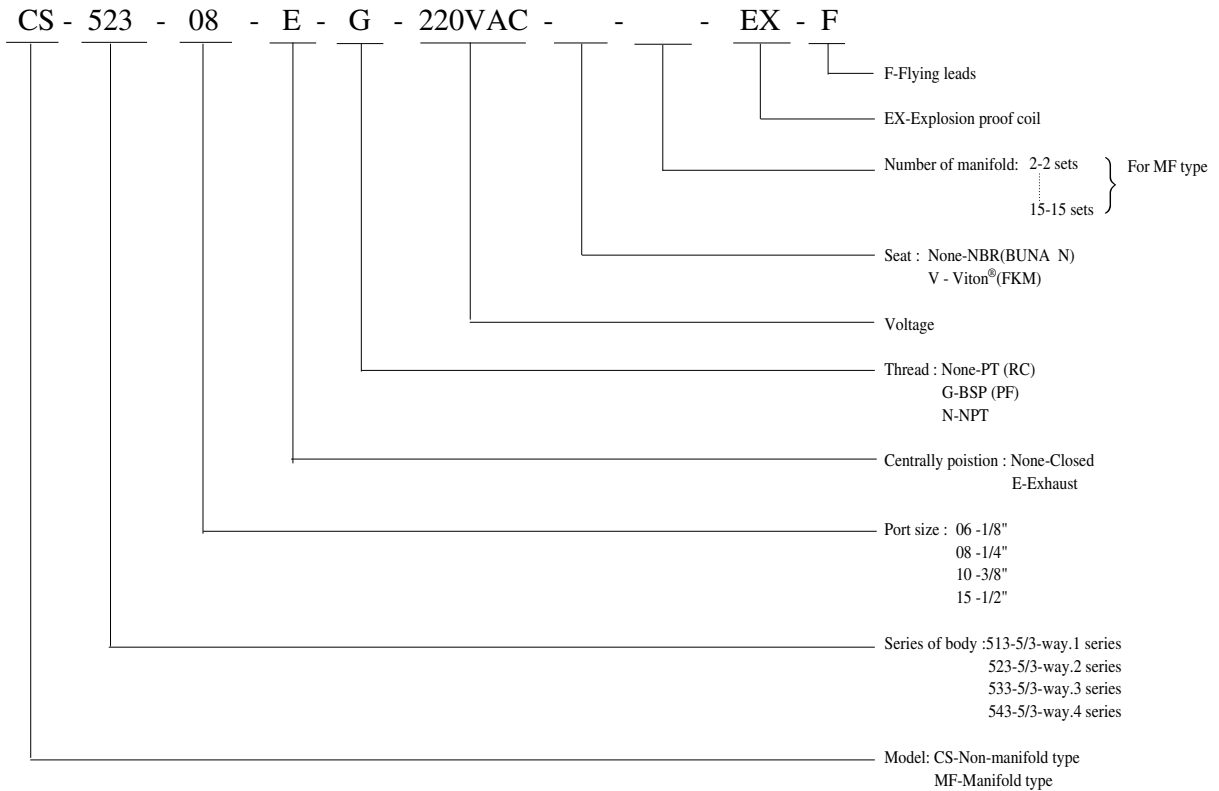 CS - 523 - 08 - E - G - 220VAC - - - EX - F
F-Flying leads
EX-Explosion proof coil
Number of manifold: 2-2 sets
15-15 sets
For MF type
Seat : None-NBR(BUNA N)
V - Viton®(FKM)
Voltage
Thread : None-PT (RC)
G-BSP (PF)
N-NPT
Centrally poistion : None-Closed
E-Exhaust
Port size : 06 -1/8"
08 -1/4"
10 -3/8"
15 -1/2"
Series of body :513-5/3-way.1 series
523-5/3-way.2 series
533-5/3-way.3 series
543-5/3-way.4 series
Model: CS-Non-manifold type
MF-Manifold type